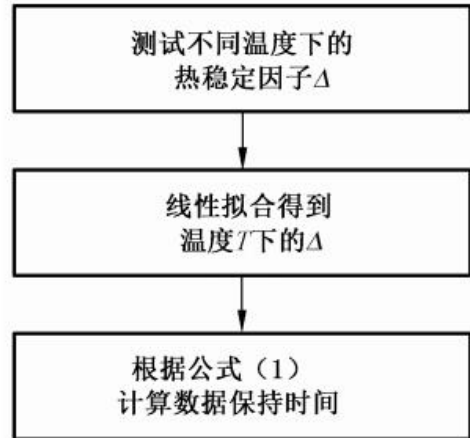 测试不同温度下的
热稳定因子Δ
线性拟合得到
温度T下的Δ
根据公式（1）
计算数据保持时间